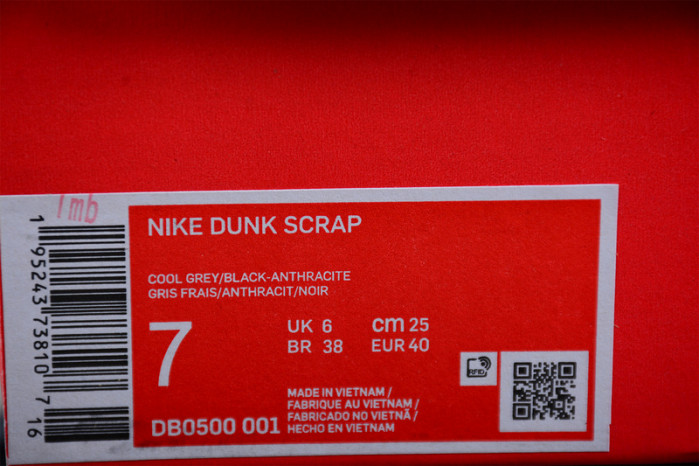 1mb
NIKE DUNK SCRAP
COOL GREY/BLACK-ANTHRACITE
GRIS FRAIS/ANTHRACIT/NOIR
7
UK 6 cm 25
BR 38 EUR 40
RFID
MADE IN VIETNAM /
FABRIQUE AU VIETNAM /
FABRICADO NO VIETNÃ /
HECHO EN VIETNAM
DB0500 001
1 95243 73810 7 16